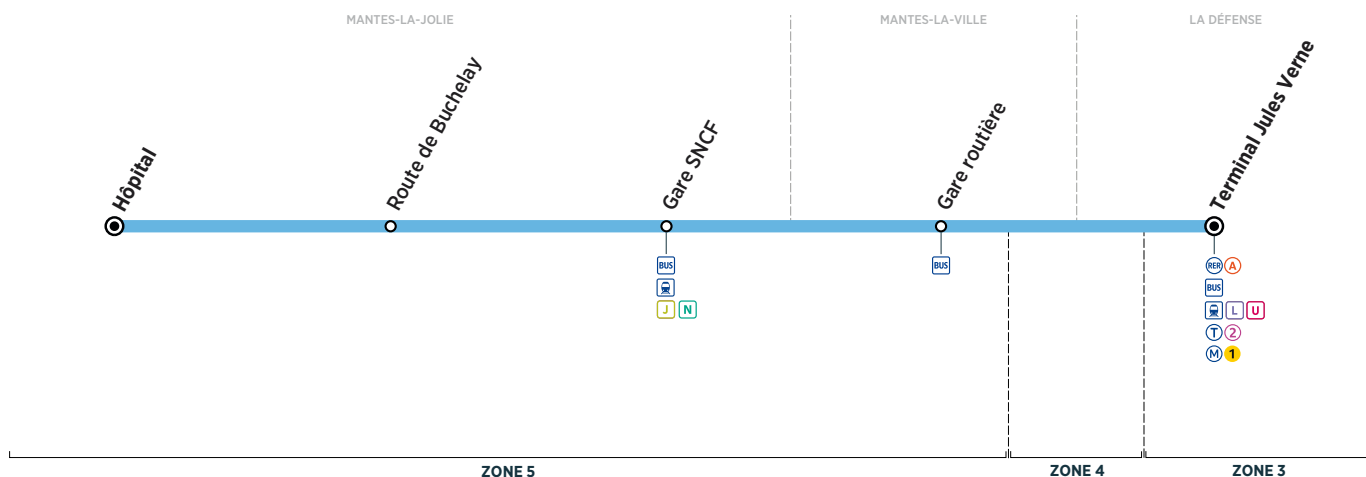 MANTES-LA-JOLIE
MANTES-LA-VILLE
LA DÉFENSE
Hôpital
Route de Buchelay
Gare SNCF
Gare routière
Terminal Jules Verne
BUS
J N
BUS
RER A
BUS
L U
T 2
M 1
ZONE 5
ZONE 4
ZONE 3